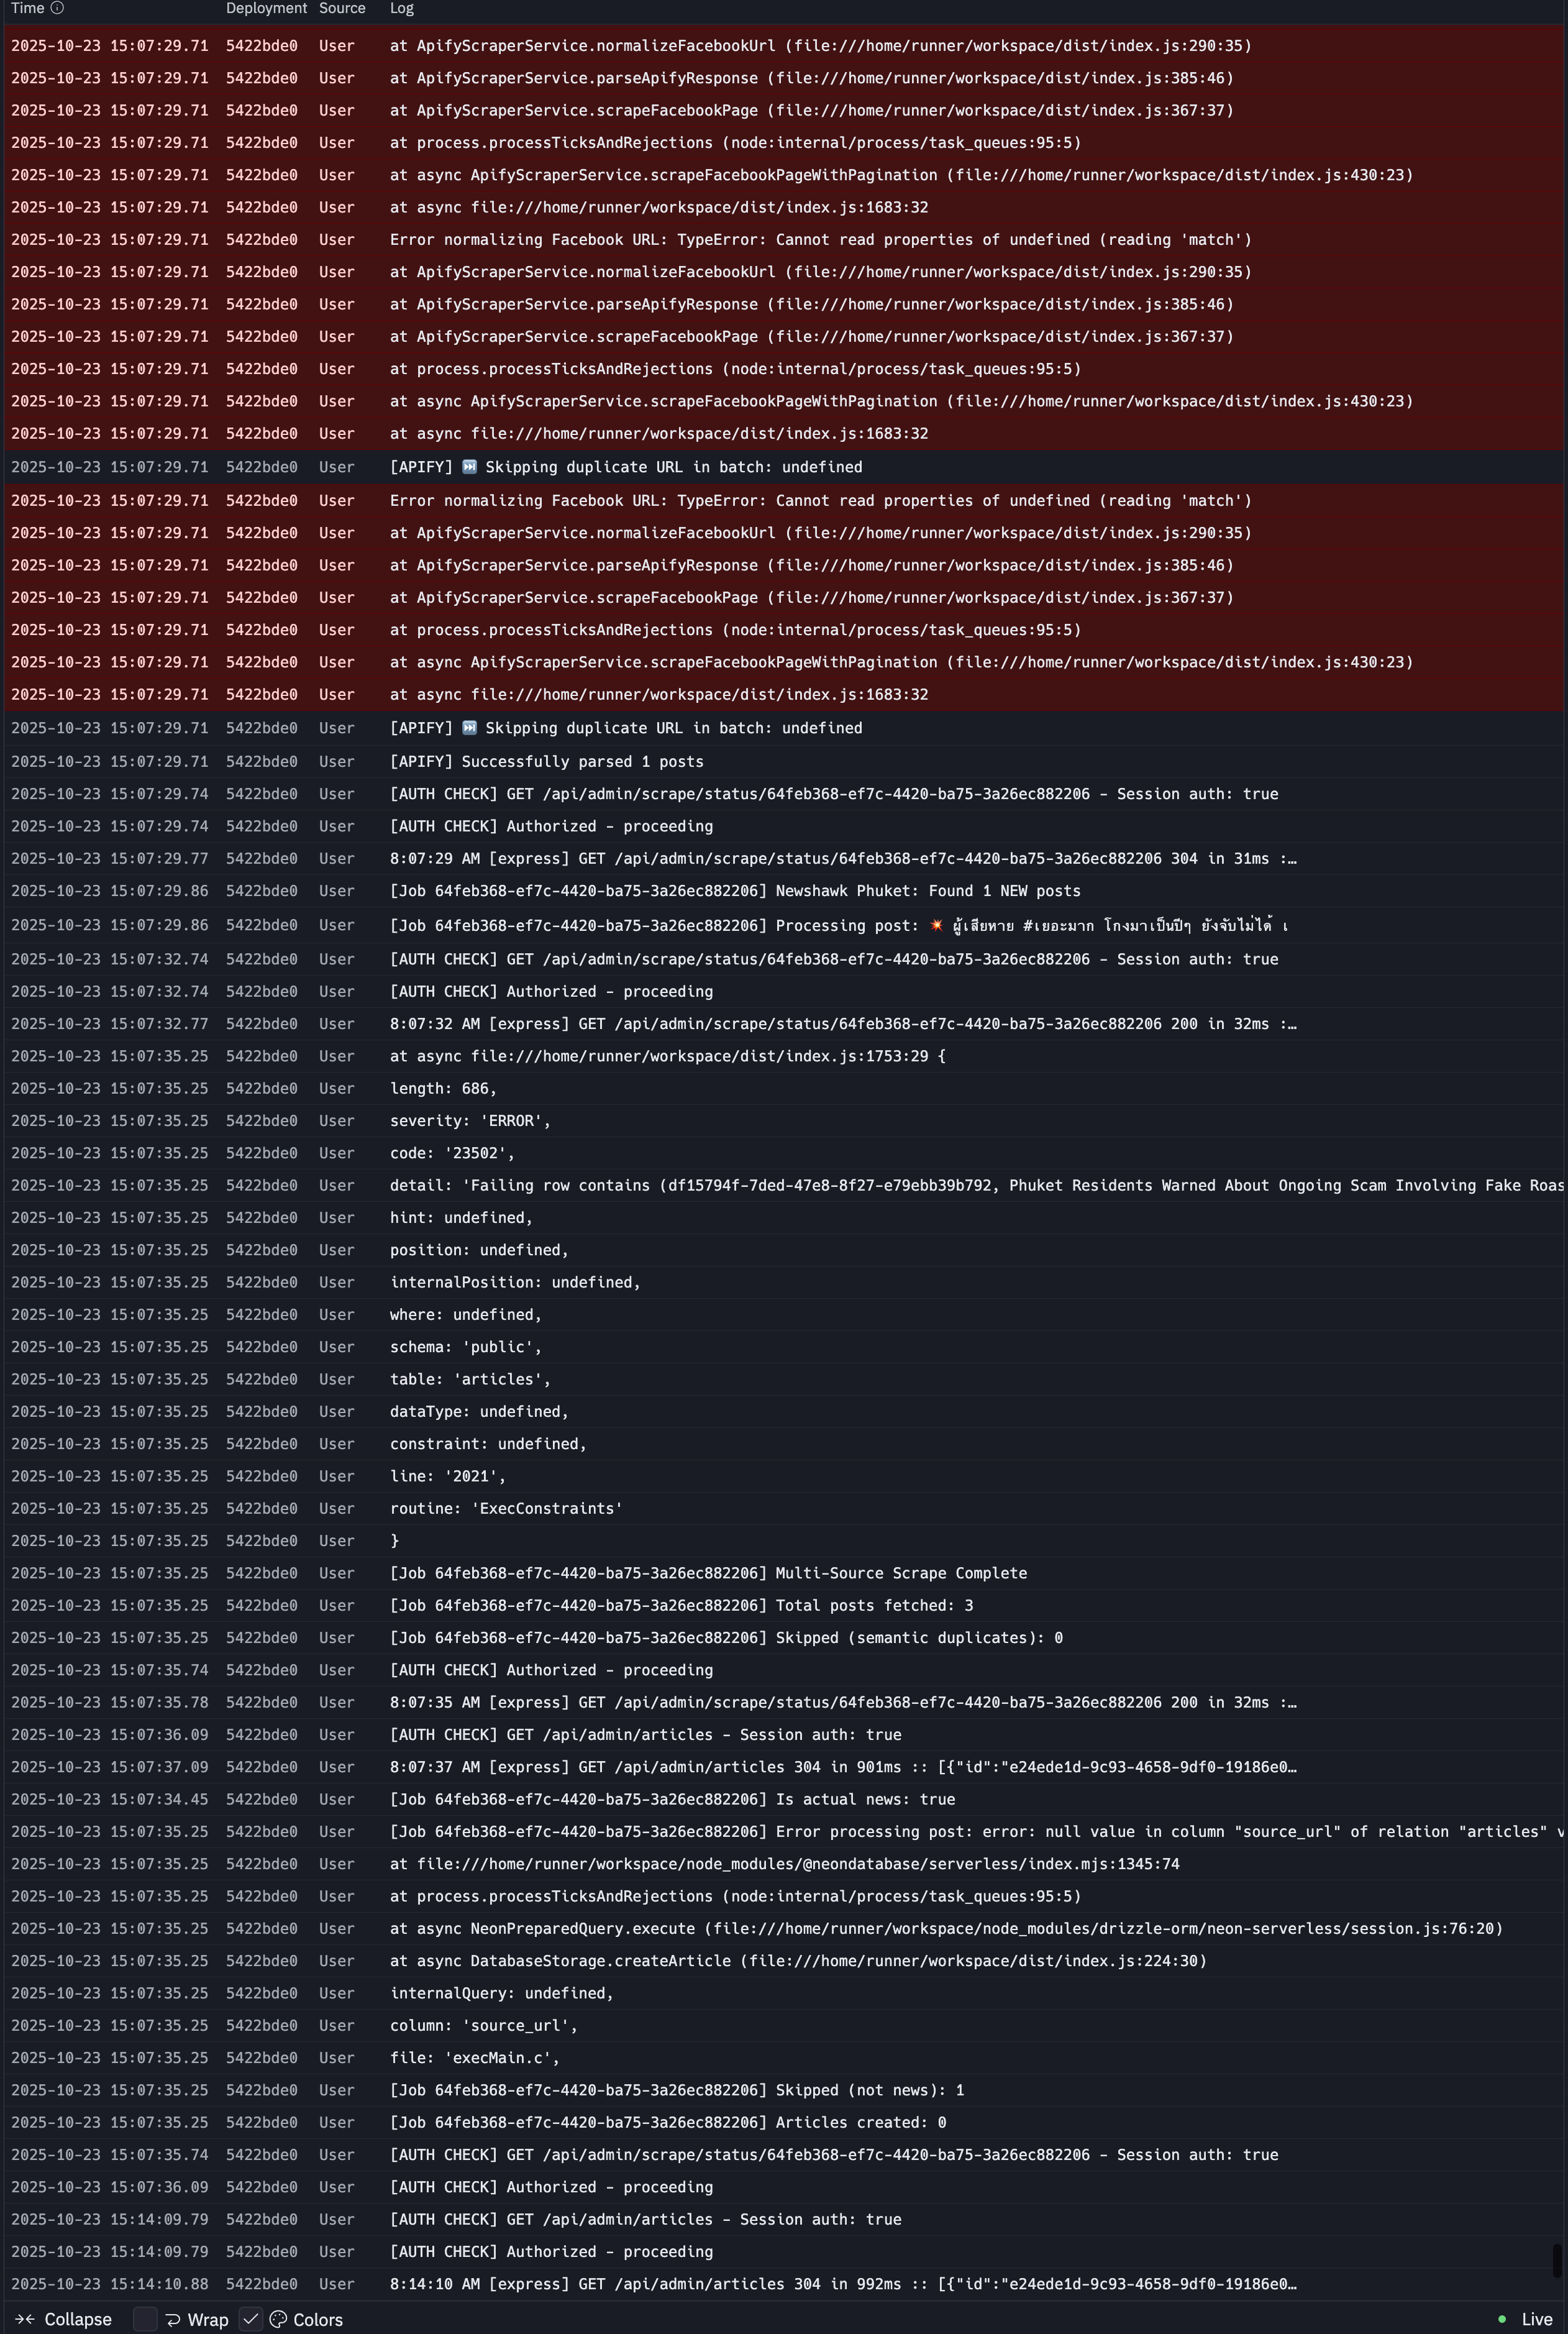 Time Deployment Source Log
2025-10-23 15:07:29.71 5422bde0 User at ApifyScraperService.normalizeFacebookUrl (file:///home/runner/workspace/dist/index.js:290:35)
2025-10-23 15:07:29.71 5422bde0 User at ApifyScraperService.parseApifyResponse (file:///home/runner/workspace/dist/index.js:385:46)
2025-10-23 15:07:29.71 5422bde0 User at ApifyScraperService.scrapeFacebookPage (file:///home/runner/workspace/dist/index.js:367:37)
2025-10-23 15:07:29.71 5422bde0 User at process.processTicksAndRejections (node:internal/process/task_queues:95:5)
2025-10-23 15:07:29.71 5422bde0 User at async ApifyScraperService.scrapeFacebookPageWithPagination (file:///home/runner/workspace/dist/index.js:430:23)
2025-10-23 15:07:29.71 5422bde0 User at async file:///home/runner/workspace/dist/index.js:1683:32
2025-10-23 15:07:29.71 5422bde0 User Error normalizing Facebook URL: TypeError: Cannot read properties of undefined (reading 'match')
2025-10-23 15:07:29.71 5422bde0 User at ApifyScraperService.normalizeFacebookUrl (file:///home/runner/workspace/dist/index.js:290:35)
2025-10-23 15:07:29.71 5422bde0 User at ApifyScraperService.parseApifyResponse (file:///home/runner/workspace/dist/index.js:385:46)
2025-10-23 15:07:29.71 5422bde0 User at ApifyScraperService.scrapeFacebookPage (file:///home/runner/workspace/dist/index.js:367:37)
2025-10-23 15:07:29.71 5422bde0 User at process.processTicksAndRejections (node:internal/process/task_queues:95:5)
2025-10-23 15:07:29.71 5422bde0 User at async ApifyScraperService.scrapeFacebookPageWithPagination (file:///home/runner/workspace/dist/index.js:430:23)
2025-10-23 15:07:29.71 5422bde0 User at async file:///home/runner/workspace/dist/index.js:1683:32
2025-10-23 15:07:29.71 5422bde0 User [APIFY] ⏭️ Skipping duplicate URL in batch: undefined
2025-10-23 15:07:29.71 5422bde0 User Error normalizing Facebook URL: TypeError: Cannot read properties of undefined (reading 'match')
2025-10-23 15:07:29.71 5422bde0 User at ApifyScraperService.normalizeFacebookUrl (file:///home/runner/workspace/dist/index.js:290:35)
2025-10-23 15:07:29.71 5422bde0 User at ApifyScraperService.parseApifyResponse (file:///home/runner/workspace/dist/index.js:385:46)
2025-10-23 15:07:29.71 5422bde0 User at ApifyScraperService.scrapeFacebookPage (file:///home/runner/workspace/dist/index.js:367:37)
2025-10-23 15:07:29.71 5422bde0 User at process.processTicksAndRejections (node:internal/process/task_queues:95:5)
2025-10-23 15:07:29.71 5422bde0 User at async ApifyScraperService.scrapeFacebookPageWithPagination (file:///home/runner/workspace/dist/index.js:430:23)
2025-10-23 15:07:29.71 5422bde0 User at async file:///home/runner/workspace/dist/index.js:1683:32
2025-10-23 15:07:29.71 5422bde0 User [APIFY] ⏭️ Skipping duplicate URL in batch: undefined
2025-10-23 15:07:29.71 5422bde0 User [APIFY] Successfully parsed 1 posts
2025-10-23 15:07:29.74 5422bde0 User [AUTH CHECK] GET /api/admin/scrape/status/64feb368-ef7c-4420-ba75-3a26ec882206 - Session auth: true
2025-10-23 15:07:29.74 5422bde0 User [AUTH CHECK] Authorized - proceeding
2025-10-23 15:07:29.77 5422bde0 User 8:07:29 AM [express] GET /api/admin/scrape/status/64feb368-ef7c-4420-ba75-3a26ec882206 304 in 31ms :…
2025-10-23 15:07:29.86 5422bde0 User [Job 64feb368-ef7c-4420-ba75-3a26ec882206] Newshawk Phuket: Found 1 NEW posts
2025-10-23 15:07:29.86 5422bde0 User [Job 64feb368-ef7c-4420-ba75-3a26ec882206] Processing post: 💥 ผู้เสียหาย #เยอะมาก โกงมาเป็นปีๆ ยังจับไม่ได้ เ
2025-10-23 15:07:32.74 5422bde0 User [AUTH CHECK] GET /api/admin/scrape/status/64feb368-ef7c-4420-ba75-3a26ec882206 - Session auth: true
2025-10-23 15:07:32.74 5422bde0 User [AUTH CHECK] Authorized - proceeding
2025-10-23 15:07:32.77 5422bde0 User 8:07:32 AM [express] GET /api/admin/scrape/status/64feb368-ef7c-4420-ba75-3a26ec882206 200 in 32ms :…
2025-10-23 15:07:35.25 5422bde0 User at async file:///home/runner/workspace/dist/index.js:1753:29 {
2025-10-23 15:07:35.25 5422bde0 User length: 686,
2025-10-23 15:07:35.25 5422bde0 User severity: 'ERROR',
2025-10-23 15:07:35.25 5422bde0 User code: '23502',
2025-10-23 15:07:35.25 5422bde0 User detail: 'Failing row contains (df15794f-7ded-47e8-8f27-e79ebb39b792, Phuket Residents Warned About Ongoing Scam Involving Fake Roas
2025-10-23 15:07:35.25 5422bde0 User hint: undefined,
2025-10-23 15:07:35.25 5422bde0 User position: undefined,
2025-10-23 15:07:35.25 5422bde0 User internalPosition: undefined,
2025-10-23 15:07:35.25 5422bde0 User where: undefined,
2025-10-23 15:07:35.25 5422bde0 User schema: 'public',
2025-10-23 15:07:35.25 5422bde0 User table: 'articles',
2025-10-23 15:07:35.25 5422bde0 User dataType: undefined,
2025-10-23 15:07:35.25 5422bde0 User constraint: undefined,
2025-10-23 15:07:35.25 5422bde0 User line: '2021',
2025-10-23 15:07:35.25 5422bde0 User routine: 'ExecConstraints'
2025-10-23 15:07:35.25 5422bde0 User }
2025-10-23 15:07:35.25 5422bde0 User [Job 64feb368-ef7c-4420-ba75-3a26ec882206] Multi-Source Scrape Complete
2025-10-23 15:07:35.25 5422bde0 User [Job 64feb368-ef7c-4420-ba75-3a26ec882206] Total posts fetched: 3
2025-10-23 15:07:35.25 5422bde0 User [Job 64feb368-ef7c-4420-ba75-3a26ec882206] Skipped (semantic duplicates): 0
2025-10-23 15:07:35.74 5422bde0 User [AUTH CHECK] Authorized - proceeding
2025-10-23 15:07:35.78 5422bde0 User 8:07:35 AM [express] GET /api/admin/scrape/status/64feb368-ef7c-4420-ba75-3a26ec882206 200 in 32ms :…
2025-10-23 15:07:36.09 5422bde0 User [AUTH CHECK] GET /api/admin/articles - Session auth: true
2025-10-23 15:07:37.09 5422bde0 User 8:07:37 AM [express] GET /api/admin/articles 304 in 901ms :: [{"id":"e24ede1d-9c93-4658-9df0-19186e0…
2025-10-23 15:07:34.45 5422bde0 User [Job 64feb368-ef7c-4420-ba75-3a26ec882206] Is actual news: true
2025-10-23 15:07:35.25 5422bde0 User [Job 64feb368-ef7c-4420-ba75-3a26ec882206] Error processing post: error: null value in column "source_url" of relation "articles" v
2025-10-23 15:07:35.25 5422bde0 User at file:///home/runner/workspace/node_modules/@neondatabase/serverless/index.mjs:1345:74
2025-10-23 15:07:35.25 5422bde0 User at process.processTicksAndRejections (node:internal/process/task_queues:95:5)
2025-10-23 15:07:35.25 5422bde0 User at async NeonPreparedQuery.execute (file:///home/runner/workspace/node_modules/drizzle-orm/neon-serverless/session.js:76:20)
2025-10-23 15:07:35.25 5422bde0 User at async DatabaseStorage.createArticle (file:///home/runner/workspace/dist/index.js:224:30)
2025-10-23 15:07:35.25 5422bde0 User internalQuery: undefined,
2025-10-23 15:07:35.25 5422bde0 User column: 'source_url',
2025-10-23 15:07:35.25 5422bde0 User file: 'execMain.c',
2025-10-23 15:07:35.25 5422bde0 User [Job 64feb368-ef7c-4420-ba75-3a26ec882206] Skipped (not news): 1
2025-10-23 15:07:35.25 5422bde0 User [Job 64feb368-ef7c-4420-ba75-3a26ec882206] Articles created: 0
2025-10-23 15:07:35.74 5422bde0 User [AUTH CHECK] GET /api/admin/scrape/status/64feb368-ef7c-4420-ba75-3a26ec882206 - Session auth: true
2025-10-23 15:07:36.09 5422bde0 User [AUTH CHECK] Authorized - proceeding
2025-10-23 15:14:09.79 5422bde0 User [AUTH CHECK] GET /api/admin/articles - Session auth: true
2025-10-23 15:14:09.79 5422bde0 User [AUTH CHECK] Authorized - proceeding
2025-10-23 15:14:10.88 5422bde0 User 8:14:10 AM [express] GET /api/admin/articles 304 in 992ms :: [{"id":"e24ede1d-9c93-4658-9df0-19186e0…
Collapse Wrap Colors Live